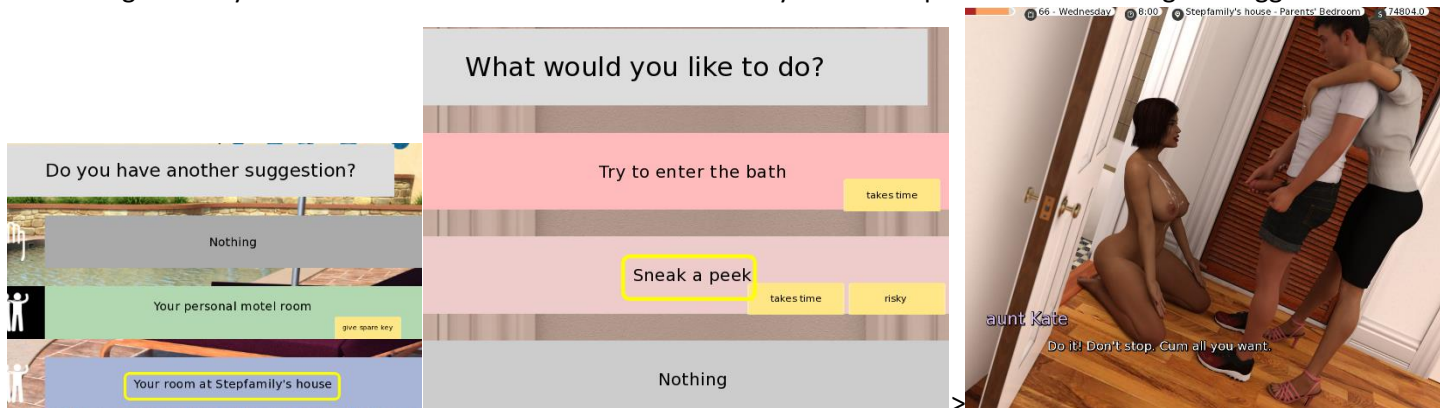 Do you have another suggestion?
Nothing
Your personal motel room
give spare key
Your room at Stepfamily's house
What would you like to do?
Try to enter the bath
takes time
Sneak a peek
takes time
risky
Nothing
>
66 - Wednesday
8:00
Stepfamily's house - Parents' Bedroom
$ 74804.0
aunt Kate
Do it! Don't stop. Cum all you want.